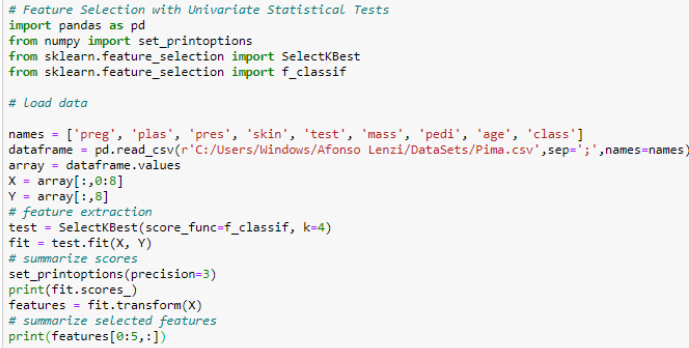 # Feature Selection with Univariate Statistical Tests
import pandas as pd
from numpy import set_printoptions
from sklearn.feature_selection import SelectKBest
from sklearn.feature_selection import f_classif
# load data
names = ['preg', 'plas', 'pres', 'skin', 'test', 'mass', 'pedi', 'age', 'class']
dataframe = pd.read_csv(r'C:/Users/Windows/Afonso Lenzi/DataSets/Pima.csv',sep=';',names=names)
array = dataframe.values
X = array[:,0:8]
Y = array[:,8]
# feature extraction
test = SelectKBest(score_func=f_classif, k=4)
fit = test.fit(X, Y)
# summarize scores
set_printoptions(precision=3)
print(fit.scores_)
features = fit.transform(X)
# summarize selected features
print(features[0:5,:])